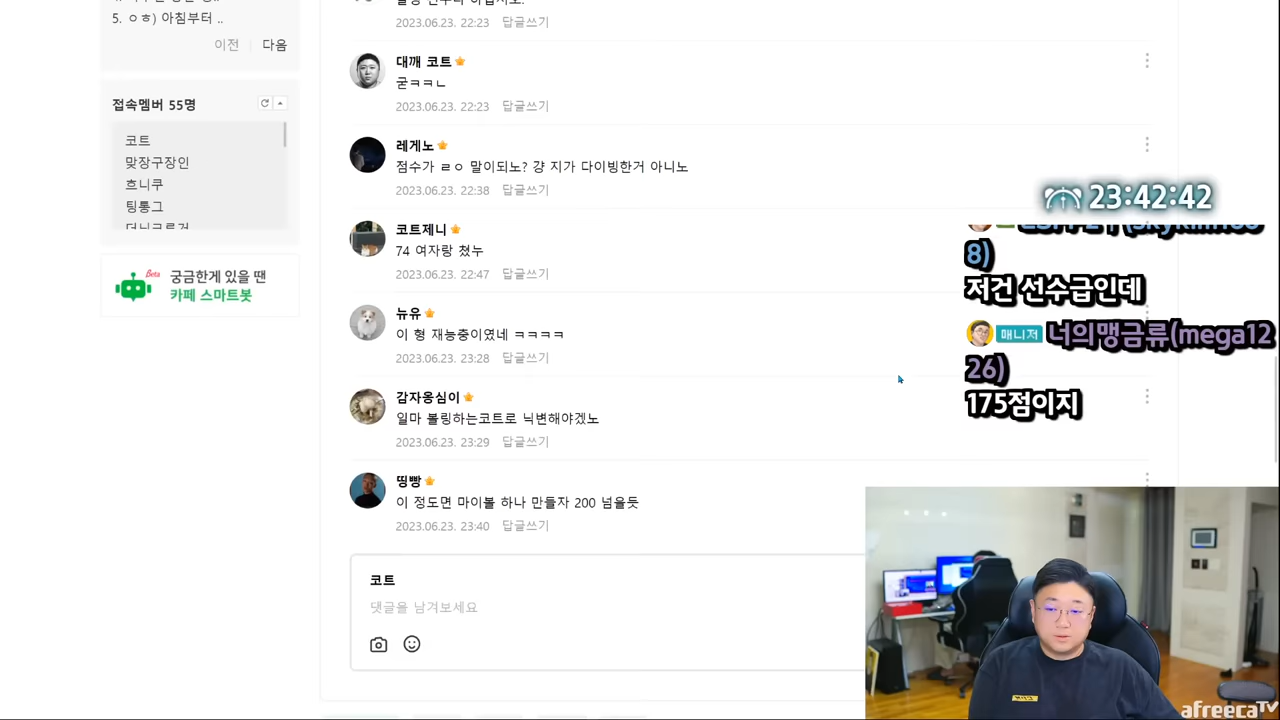 5. ㅇㅎ) 아침부터 ..
이전
다음
접속멤버 55명
코트
맞장구장인
흐니쿠
팅통그
Beta
궁금한게 있을 땐
카페 스마트봇
2023.06.23. 22:23 답글쓰기
대깨 코트
굳ㅋㅋㄴ
2023.06.23. 22:23 답글쓰기
레게노
점수가 ㄹㅇ 말이되노? 걍 지가 다이빙한거 아니노
2023.06.23. 22:38 답글쓰기
코트제니
74 여자랑 쳤누
2023.06.23. 22:47 답글쓰기
뉴유
이 형 재능충이였네 ㅋㅋㅋㅋ
2023.06.23. 23:28 답글쓰기
감자옹심이
일마 볼링하는코트로 닉변해야겠노
2023.06.23. 23:29 답글쓰기
띵빵
이 정도면 마이볼 하나 만들자 200 넘을듯
2023.06.23. 23:40 답글쓰기
코트
댓글을 남겨보세요
23:42:42
8)
저건 선수급인데
매니저 너의맹금류(mega12
26)
175점이지
afreecaTV